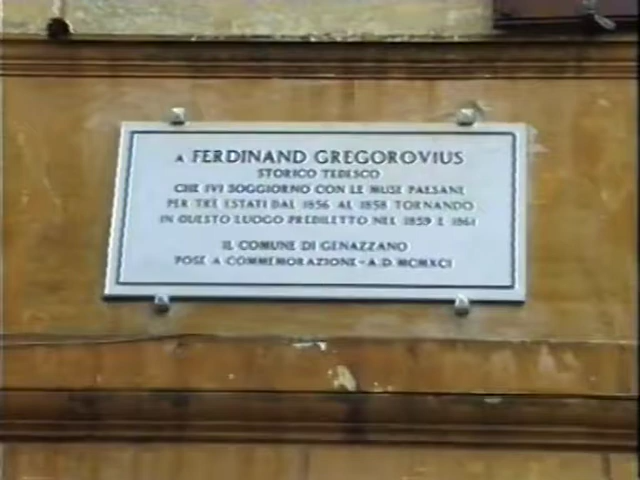 A FERDINAND GREGOROVIUS
STORICO TEDESCO
CHE IVI SOGGIORNO CON LE MUSE PAESANE
PER TRE ESTATI DAL 1856 AL 1858 TORNANDO
IN QUESTO LUOGO PREDILETTO NEL 1859 E 1861
IL COMUNE DI GENAZZANO
POSE A COMMEMORAZIONE - A.D. MCMXCI